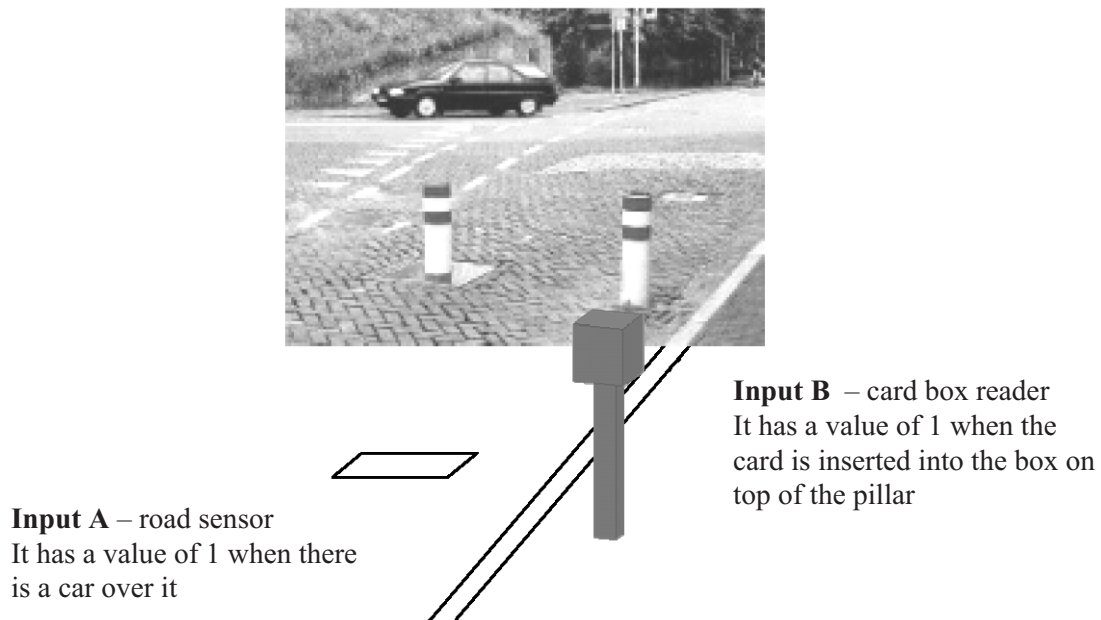 Input B – card box reader
It has a value of 1 when the
card is inserted into the box on
top of the pillar
Input A – road sensor
It has a value of 1 when there
is a car over it